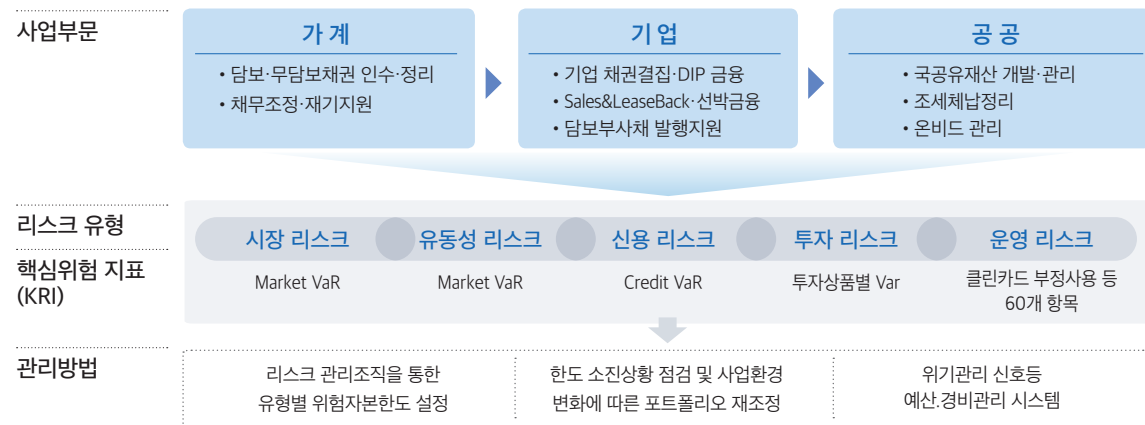 사업부문
가 계
• 담보·무담보채권 인수·정리
• 채무조정·재기지원
기 업
• 기업 채권결집·DIP 금융
• Sales&LeaseBack·선박금융
• 담보부사채 발행지원
공 공
• 국공유재산 개발·관리
• 조세체납정리
• 온비드 관리
리스크 유형
시장 리스크
유동성 리스크
신용 리스크
투자 리스크
운영 리스크
핵심위험 지표
(KRI)
Market VaR
Market VaR
Credit VaR
투자상품별 Var
클린카드 부정사용 등
60개 항목
관리방법
리스크 관리조직을 통한
유형별 위험자본한도 설정
한도 소진상황 점검 및 사업환경
변화에 따른 포트폴리오 재조정
위기관리 신호등
예산.경비관리 시스템